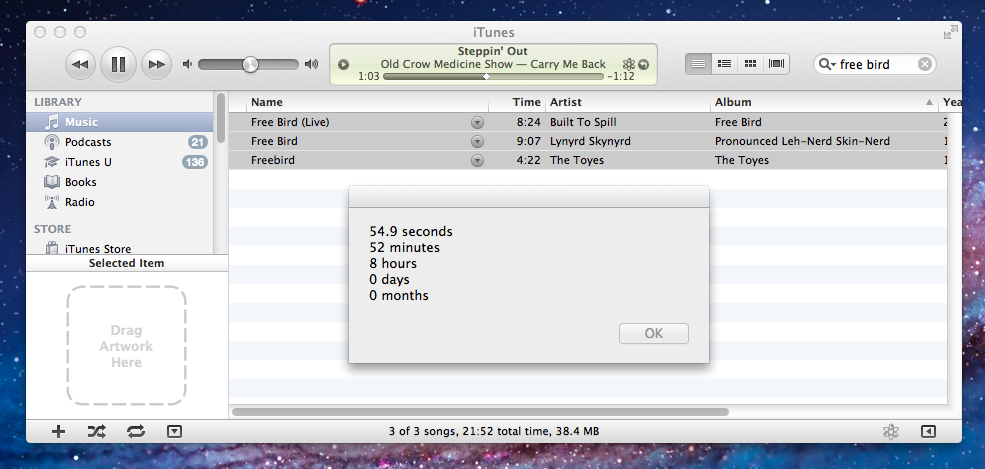 iTunes
Steppin' Out
Old Crow Medicine Show — Carry Me Back
1:03 -1:12
free bird
LIBRARY
Music
Podcasts 21
iTunes U 136
Books
Radio
STORE
iTunes Store
Selected Item
Drag
Artwork
Here
Name Time Artist Album Yea
Free Bird (Live) 8:24 Built To Spill Free Bird 2
Free Bird 9:07 Lynyrd Skynyrd Pronounced Leh-Nerd Skin-Nerd 1
Freebird 4:22 The Toyes The Toyes 1
54.9 seconds
52 minutes
8 hours
0 days
0 months
OK
3 of 3 songs, 21:52 total time, 38.4 MB